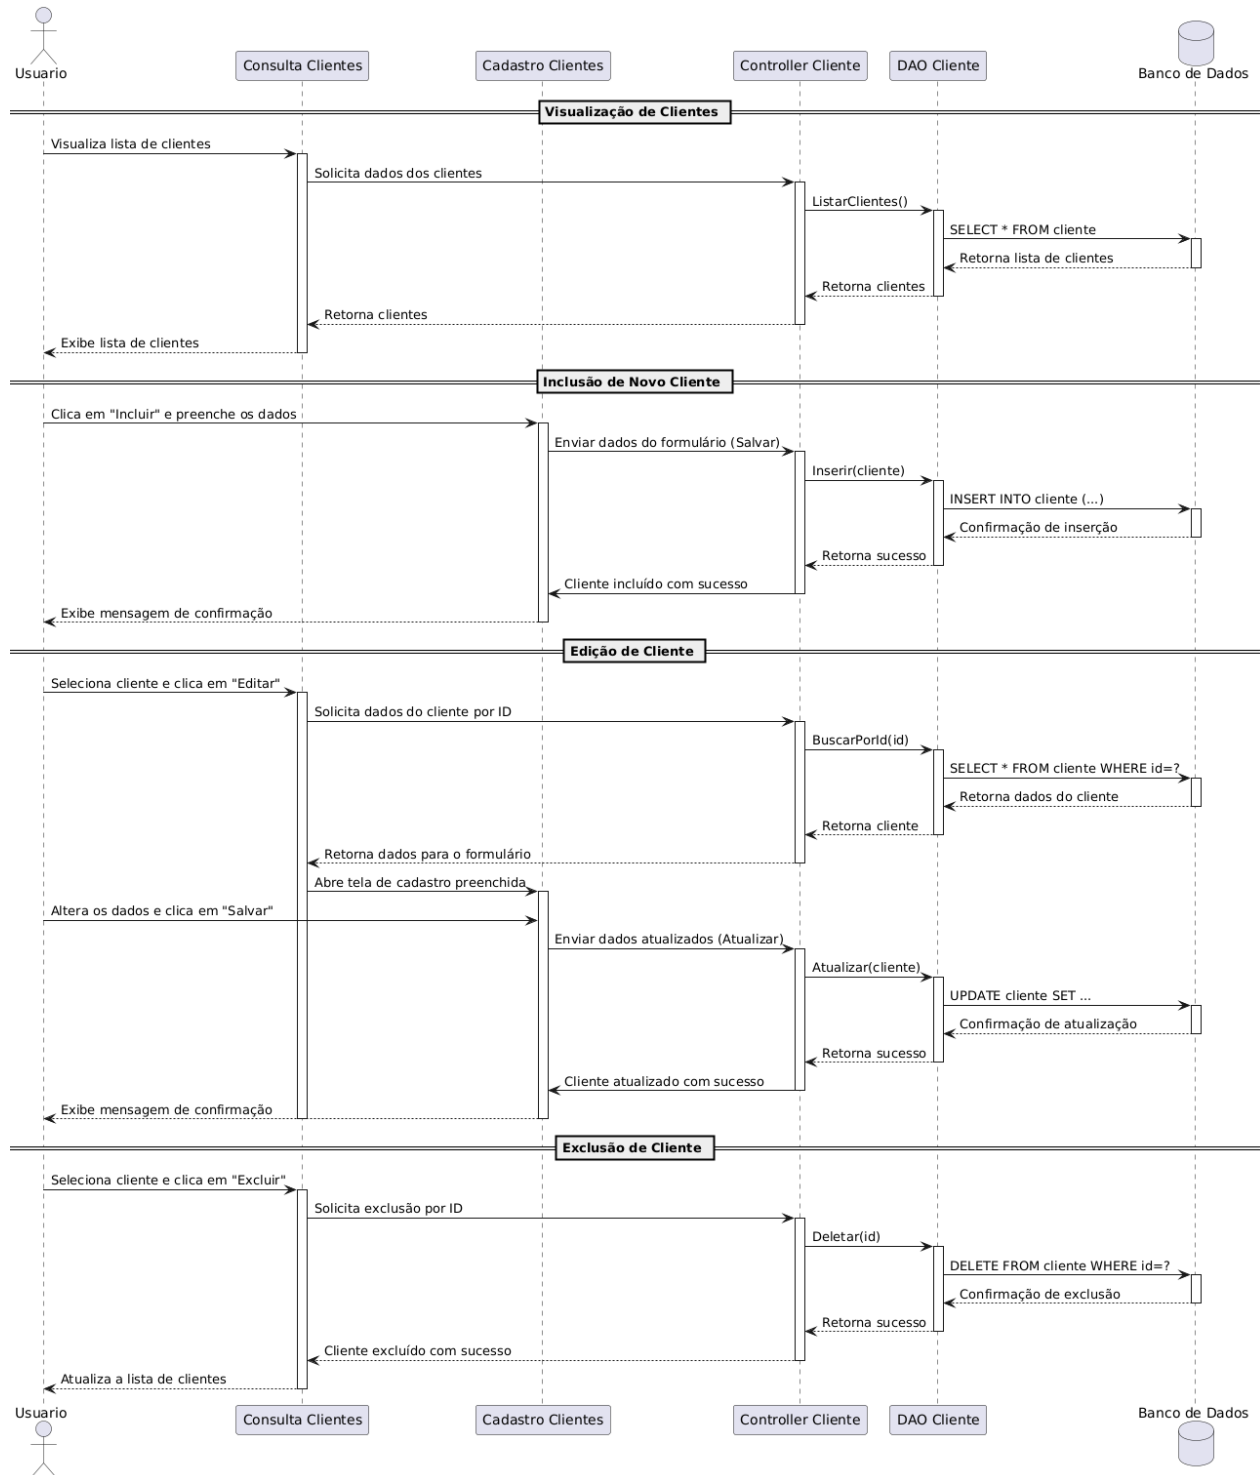 Usuario
Consulta Clientes
Cadastro Clientes
Controller Cliente
DAO Cliente
Banco de Dados
Visualização de Clientes
Visualiza lista de clientes
Solicita dados dos clientes
ListarClientes()
SELECT * FROM cliente
Retorna lista de clientes
Retorna clientes
Retorna clientes
Exibe lista de clientes
Inclusão de Novo Cliente
Clica em "Incluir" e preenche os dados
Enviar dados do formulário (Salvar)
Inserir(cliente)
INSERT INTO cliente (...)
Confirmação de inserção
Retorna sucesso
Cliente incluído com sucesso
Exibe mensagem de confirmação
Edição de Cliente
Seleciona cliente e clica em "Editar"
Solicita dados do cliente por ID
BuscarPorId(id)
SELECT * FROM cliente WHERE id=?
Retorna dados do cliente
Retorna cliente
Retorna dados para o formulário
Abre tela de cadastro preenchida
Altera os dados e clica em "Salvar"
Enviar dados atualizados (Atualizar)
Atualizar(cliente)
UPDATE cliente SET ...
Confirmação de atualização
Retorna sucesso
Cliente atualizado com sucesso
Exibe mensagem de confirmação
Exclusão de Cliente
Seleciona cliente e clica em "Excluir"
Solicita exclusão por ID
Deletar(id)
DELETE FROM cliente WHERE id=?
Confirmação de exclusão
Retorna sucesso
Cliente excluído com sucesso
Atualiza a lista de clientes
Usuario
Consulta Clientes
Cadastro Clientes
Controller Cliente
DAO Cliente
Banco de Dados